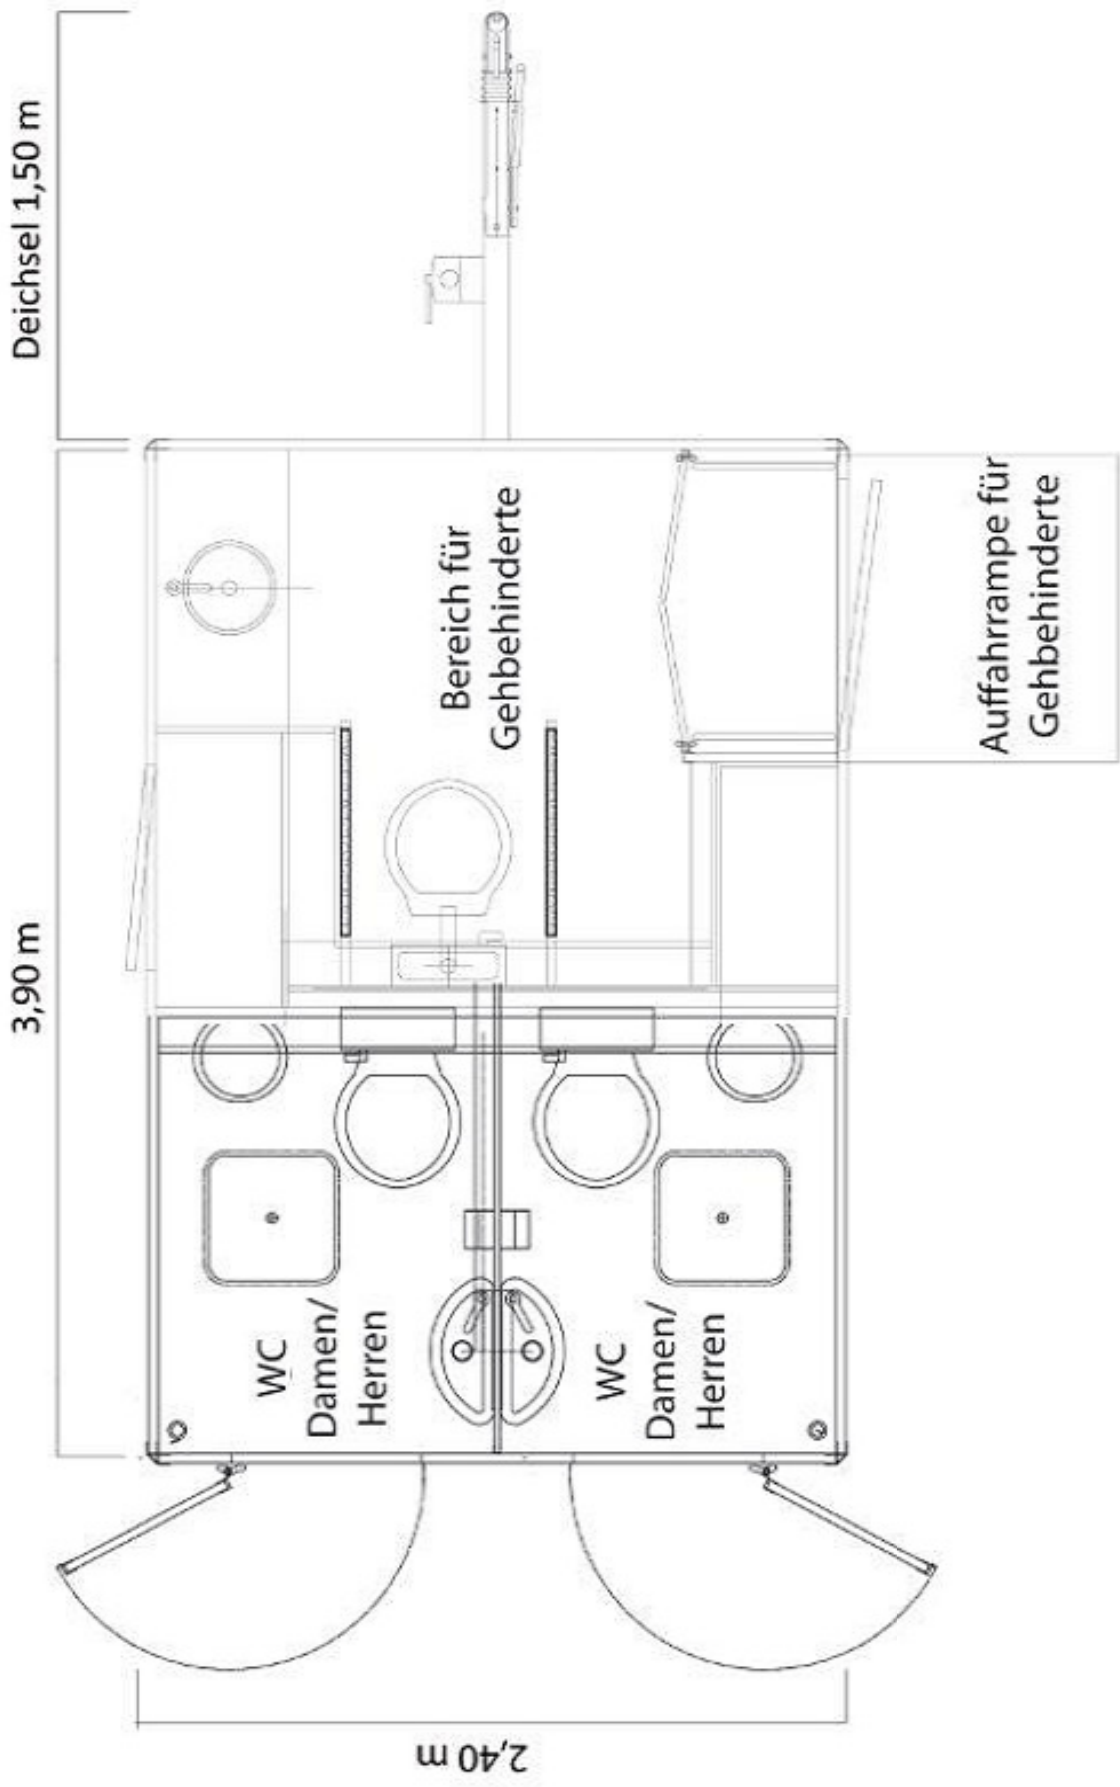 3,90 m
Deichsel 1,50 m
Bereich für
Gehbehinderte
WC
Damen/
Herren
WC
Damen/
Herren
Auffahrrampe für
Gehbehinderte
2,40 m